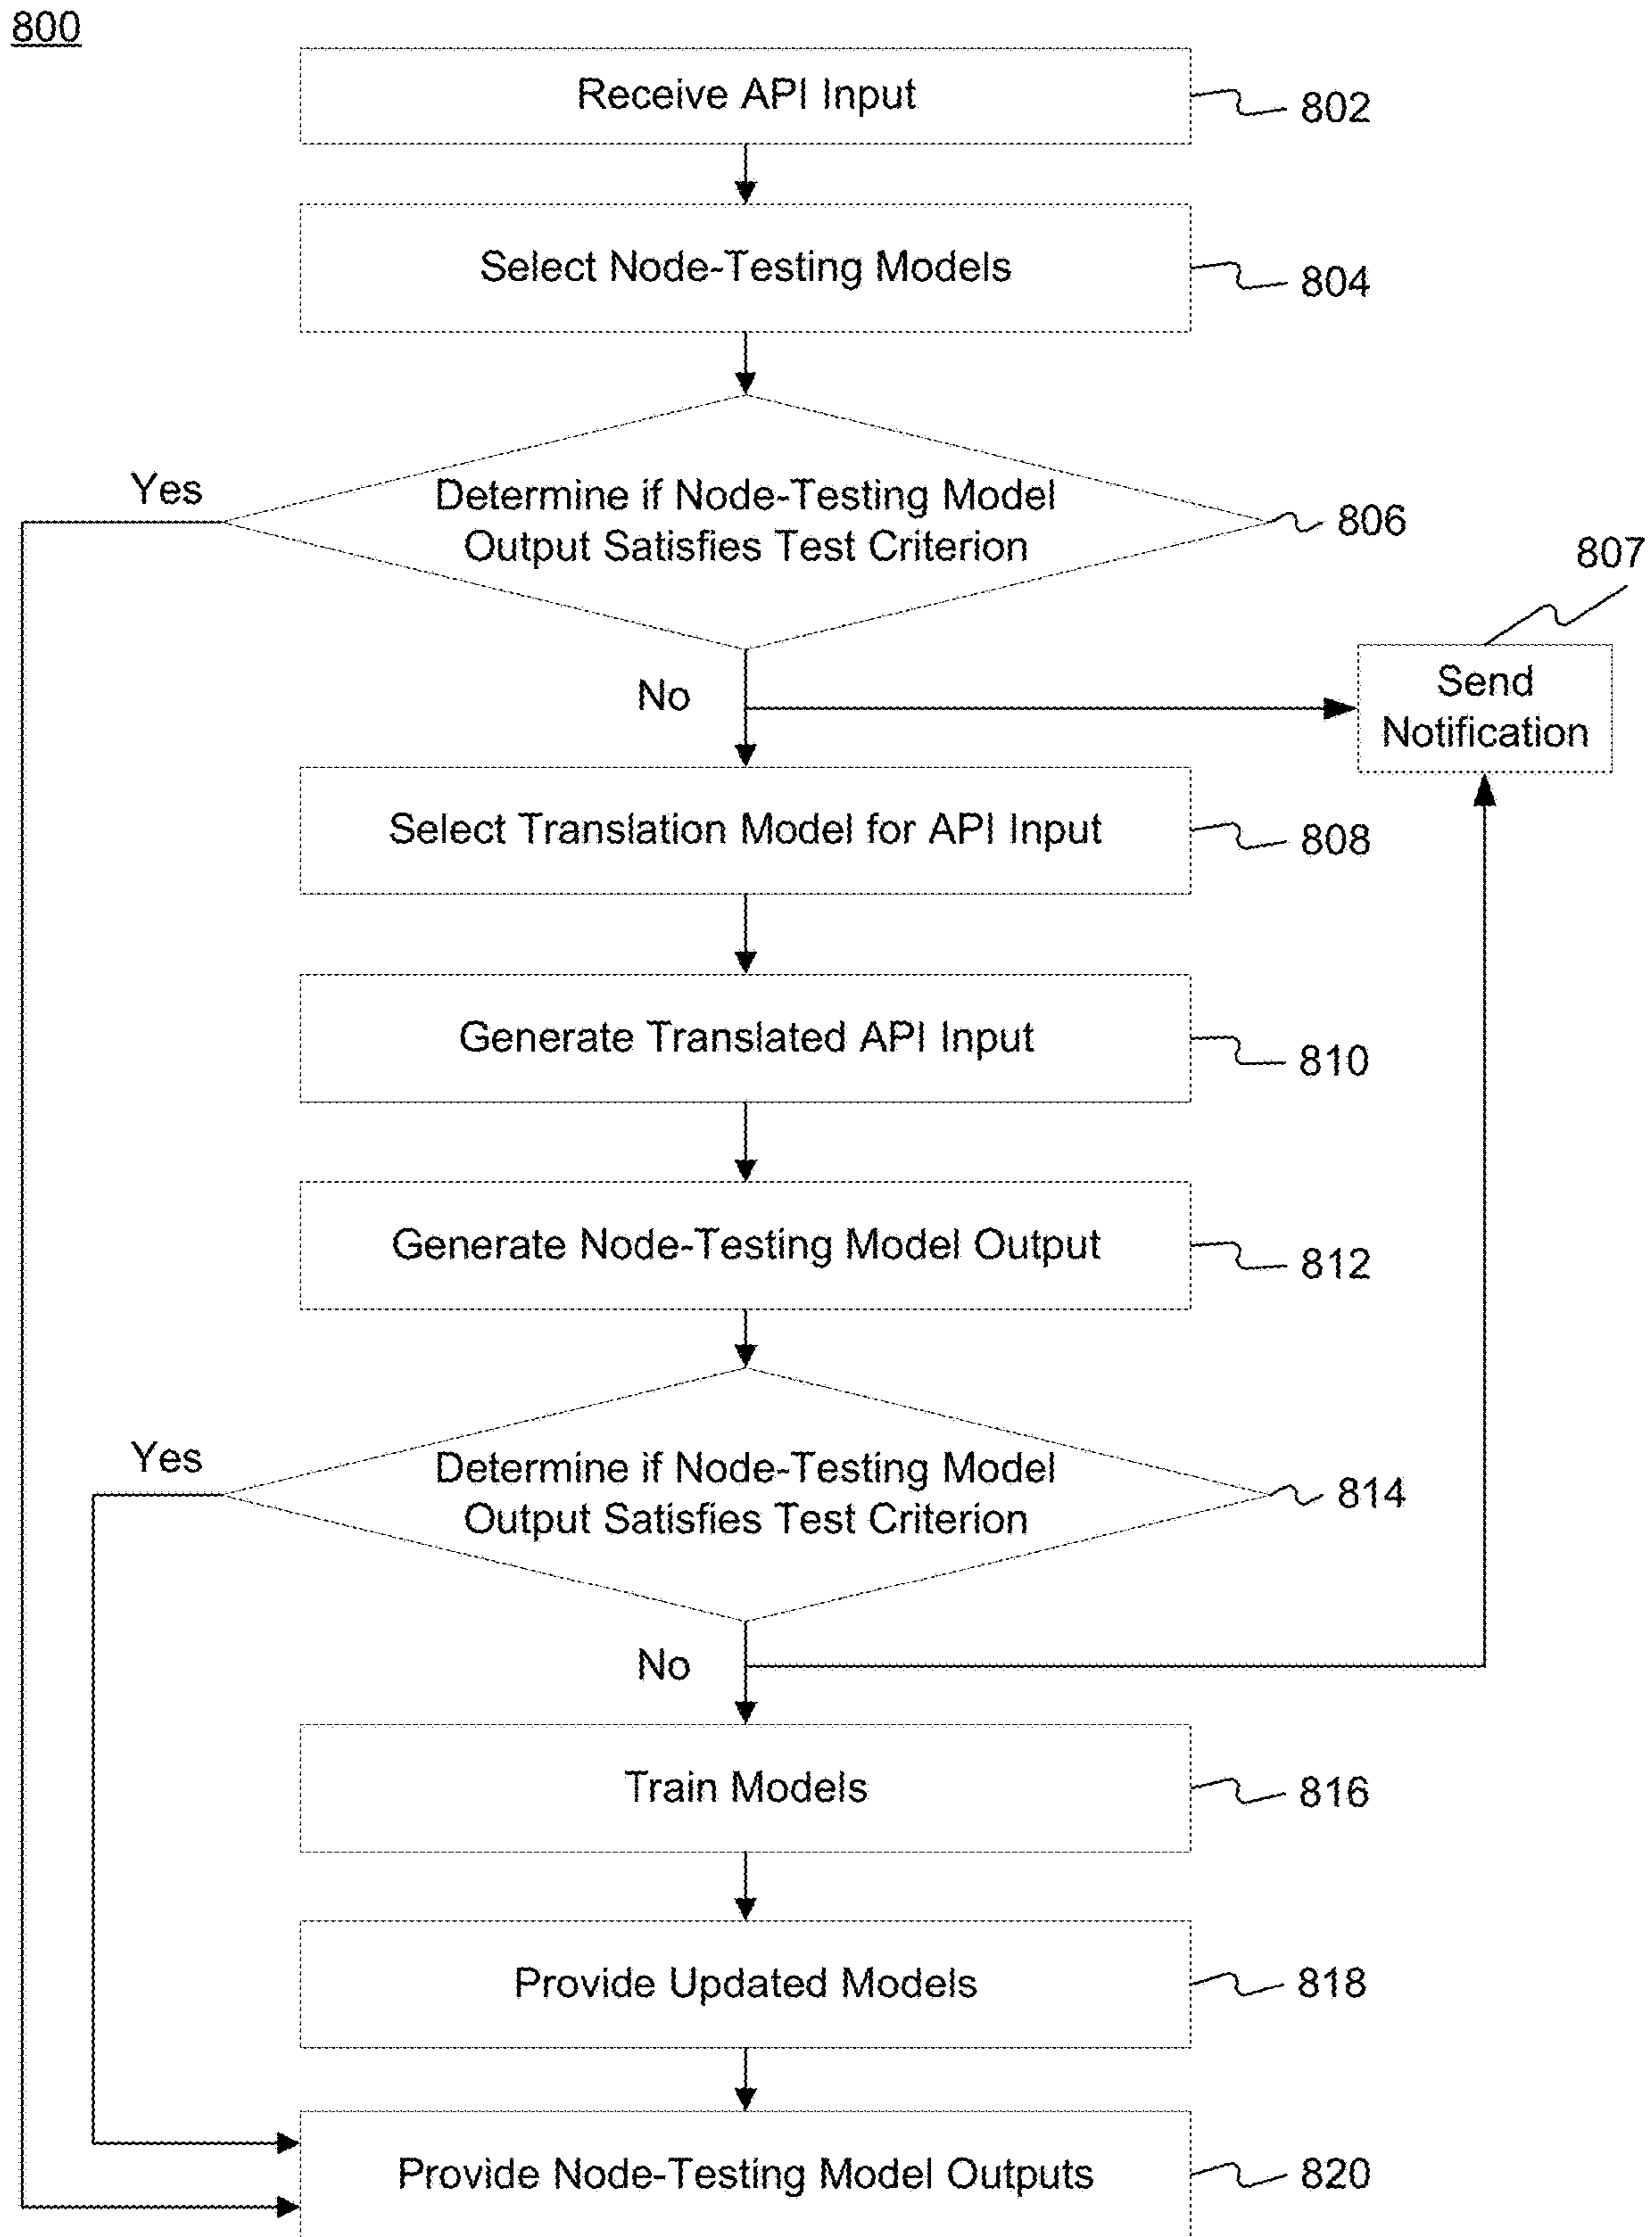 800
Receive API Input
802
Select Node-Testing Models
804
Yes
Determine if Node-Testing Model
Output Satisfies Test Criterion
806
807
No
Send
Notification
Select Translation Model for API Input
808
Generate Translated API Input
810
Generate Node-Testing Model Output
812
Yes
Determine if Node-Testing Model
Output Satisfies Test Criterion
814
No
Train Models
816
Provide Updated Models
818
Provide Node-Testing Model Outputs
820